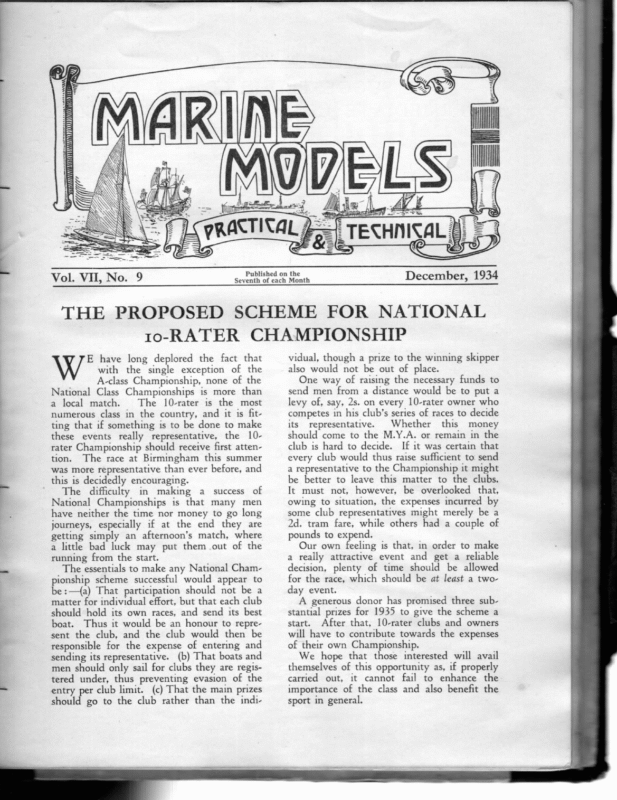 MARINE
MODELS
PRACTICAL & TECHNICAL
Vol. VII, No. 9
Published on the
Seventh of each Month
December, 1934
THE PROPOSED SCHEME FOR NATIONAL
10-RATER CHAMPIONSHIP
WE have long deplored the fact that
with the single exception of the
A-class Championship, none of the
National Class Championships is more than
a local match. The 10-rater is the most
numerous class in the country, and it is fit-
ting that if something is to be done to make
these events really representative, the 10-
rater Championship should receive first atten-
tion. The race at Birmingham this summer
was more representative than ever before, and
this is decidedly encouraging.
The difficulty in making a success of
National Championships is that many men
have neither the time nor money to go long
journeys, especially if at the end they are
getting simply an afternoon's match, where
a little bad luck may put them out of the
running from the start.
The essentials to make any National Cham-
pionship scheme successful would appear to
be:—(a) That participation should not be a
matter for individual effort, but that each club
should hold its own races, and send its best
boat. Thus it would be an honour to repre-
sent the club, and the club would then be
responsible for the expense of entering and
sending its representative. (b) That boats and
men should only sail for clubs they are regis-
tered under, thus preventing evasion of the
entry per club limit. (c) That the main prizes
should go to the club rather than the indi-
vidual, though a prize to the winning skipper
also would not be out of place.
One way of raising the necessary funds to
send men from a distance would be to put a
levy of, say, 2s. on every 10-rater owner who
competes in his club's series of races to decide
its representative. Whether this money
should come to the M.Y.A. or remain in the
club is hard to decide. If it was certain that
every club would thus raise sufficient to send
a representative to the Championship it might
be better to leave this matter to the clubs.
It must not, however, be overlooked that,
owing to situation, the expenses incurred by
some club representatives might merely be a
2d. tram fare, while others had a couple of
pounds to expend.
Our own feeling is that, in order to make
a really attractive event and get a reliable
decision, plenty of time should be allowed
for the race, which should be at least a two-
day event.
A generous donor has promised three sub-
stantial prizes for 1935 to give the scheme a
start. After that, 10-rater clubs and owners
will have to contribute towards the expenses
of their own Championship.
We hope that those interested will avail
themselves of this opportunity as, if properly
carried out, it cannot fail to enhance the
importance of the class and also benefit the
sport in general.